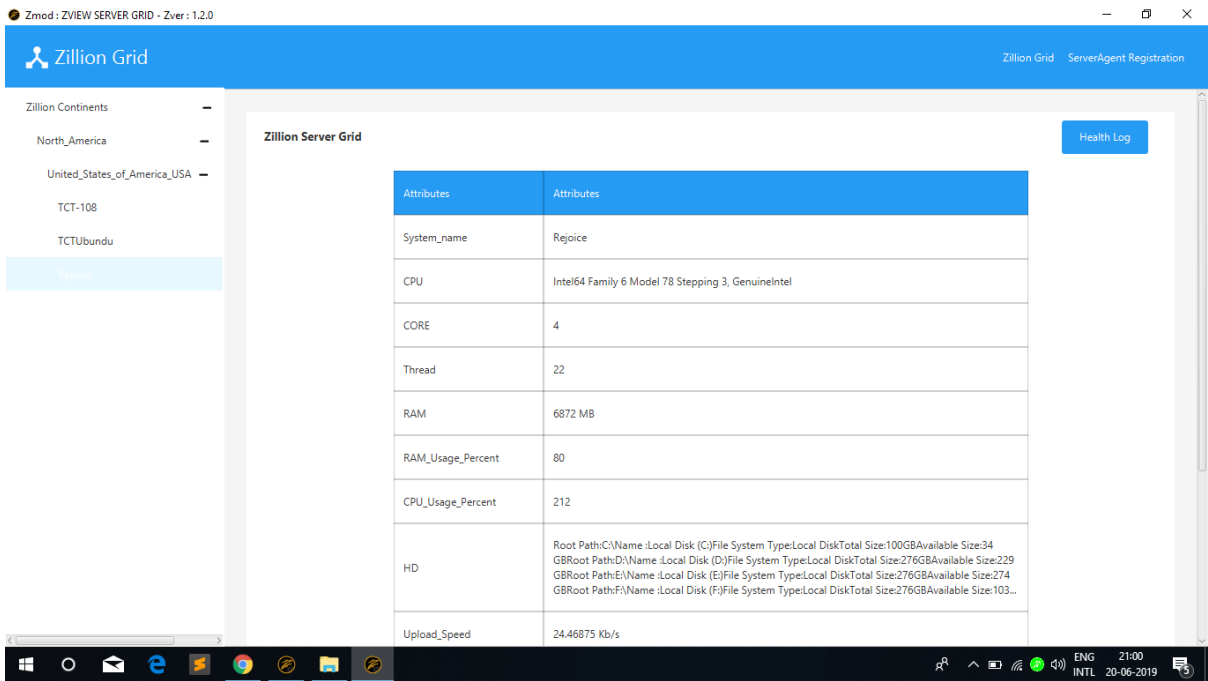 Zmod : ZVIEW SERVER GRID - Zver : 1.2.0
Zillion Grid
Zillion Grid ServerAgent Registration
Zillion Continents
North_America
United_States_of_America_USA
TCT-108
TCTUbundu
Rejoice
Zillion Server Grid
Health Log
Attributes Attributes
System_name Rejoice
CPU Intel64 Family 6 Model 78 Stepping 3, GenuineIntel
CORE 4
Thread 22
RAM 6872 MB
RAM_Usage_Percent 80
CPU_Usage_Percent 212
HD
Root Path:C:\Name :Local Disk (C:)File System Type:Local DiskTotal Size:100GBAvailable Size:34
GBRoot Path:D:\Name :Local Disk (D:)File System Type:Local DiskTotal Size:276GBAvailable Size:229
GBRoot Path:E:\Name :Local Disk (E:)File System Type:Local DiskTotal Size:276GBAvailable Size:274
GBRoot Path:F:\Name :Local Disk (F:)File System Type:Local DiskTotal Size:276GBAvailable Size:103...
Upload_Speed 24.46875 Kb/s
ENG
INTL
21:00
20-06-2019
5